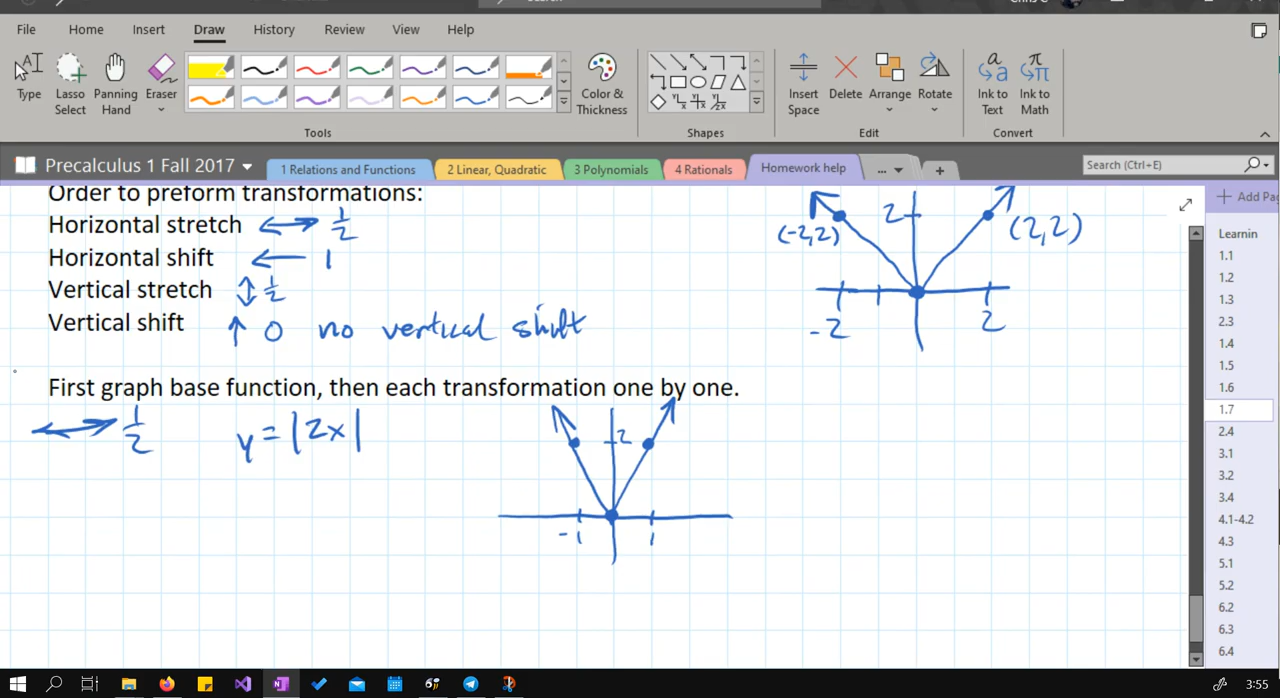 File Home Insert Draw History Review View Help
Type
Lasso Select
Panning Hand
Eraser
Color & Thickness
Insert Space
Delete
Arrange
Rotate
Ink to Text
Ink to Math
Tools
Shapes
Edit
Convert
Precalculus 1 Fall 2017
1 Relations and Functions
2 Linear, Quadratic
3 Polynomials
4 Rationals
Homework help
...
Search (Ctrl+E)
Add Pag
Learnin
1.1
1.2
1.3
2.3
1.4
1.5
1.6
1.7
2.4
3.1
3.2
3.4
4.1-4.2
4.3
5.1
5.2
6.2
6.3
6.4
Order to preform transformations:
Horizontal stretch ↔ 1/2
Horizontal shift ← 1
Vertical stretch ↕ 1/2
Vertical shift ↑ 0 no vertical shift
2
(-2,2)
(2,2)
-2
2
First graph base function, then each transformation one by one.
↔ 1/2 y = |2x|
2
-1
1
3:55